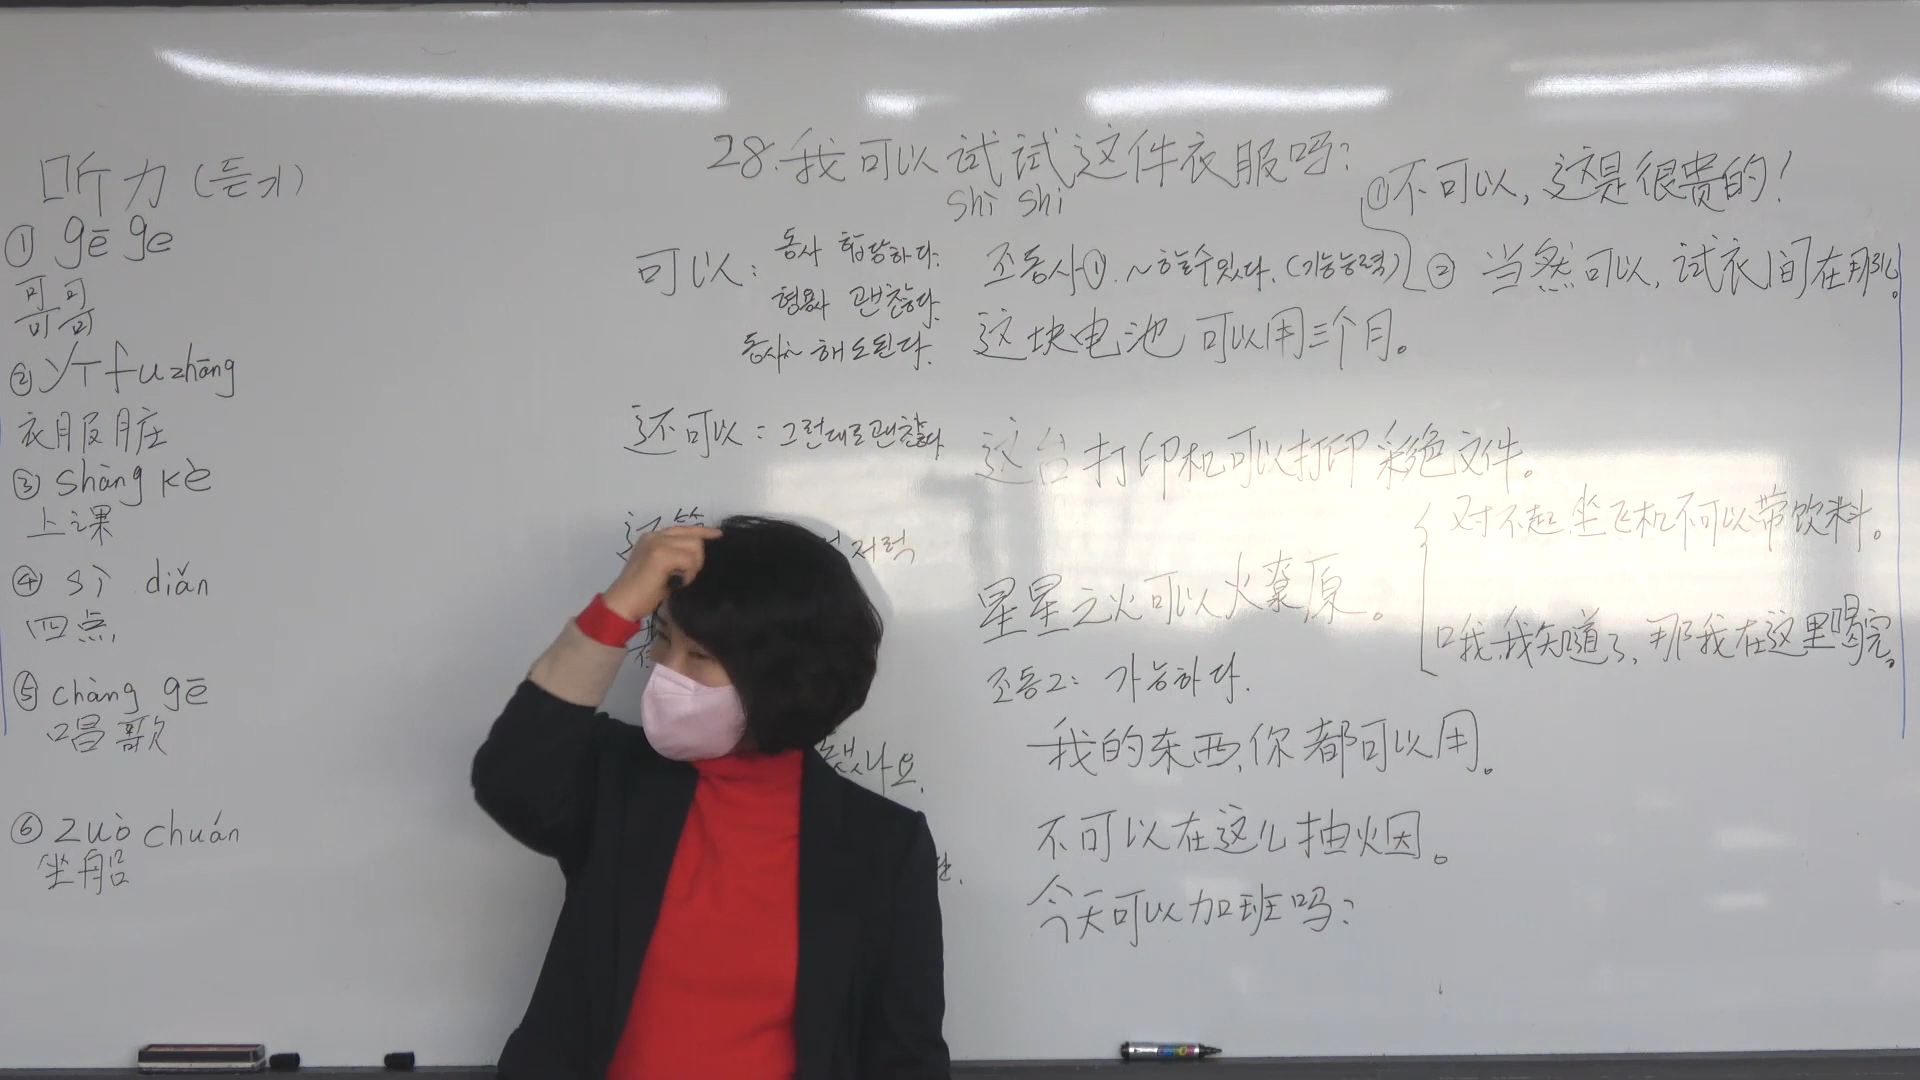 听力(듣기)
① gē ge
哥哥
② Yī fu zhāng
衣服脏
③ shàng kè
上课
④ sì diǎn
四点
⑤ chàng gē
唱歌
⑥ zuò chuán
坐船
28. 我可以试试这件衣服吗?
shì shi
可以: 동사 합당하다.
형용사 괜찮다.
동사 해도된다.
还可以: 그런대로괜찮다
저력
했나요.
조동사①. ~할수있다. (기능능력)
① 不可以, 这是很贵的!
② 当然可以, 试衣间在那儿。
这块电池可以用三个月。
这台打印机可以打印彩色文件。
星星之火可以燎原。
对不起坐飞机不可以带饮料。
哦,我知道了, 那我在这里喝完。
조동2: 가능하다.
我的东西,你都可以用。
不可以在这儿抽烟。
今天可以加班吗?